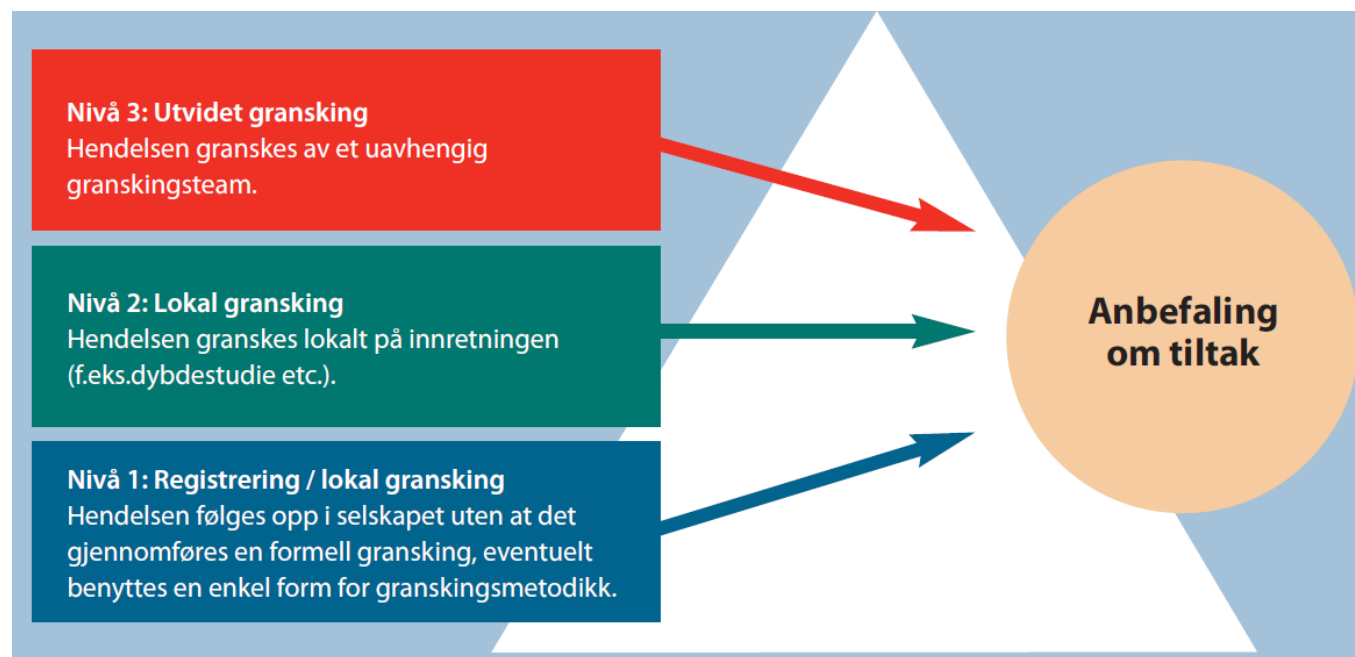 Nivå 3: Utvidet gransking
Hendelsen granskes av et uavhengig
granskingsteam.
Nivå 2: Lokal gransking
Hendelsen granskes lokalt på innretningen
(f.eks.dybdestudie etc.).
Nivå 1: Registrering / lokal gransking
Hendelsen følges opp i selskapet uten at det
gjennomføres en formell gransking, eventuelt
benyttes en enkel form for granskingsmetodikk.
Anbefaling
om tiltak